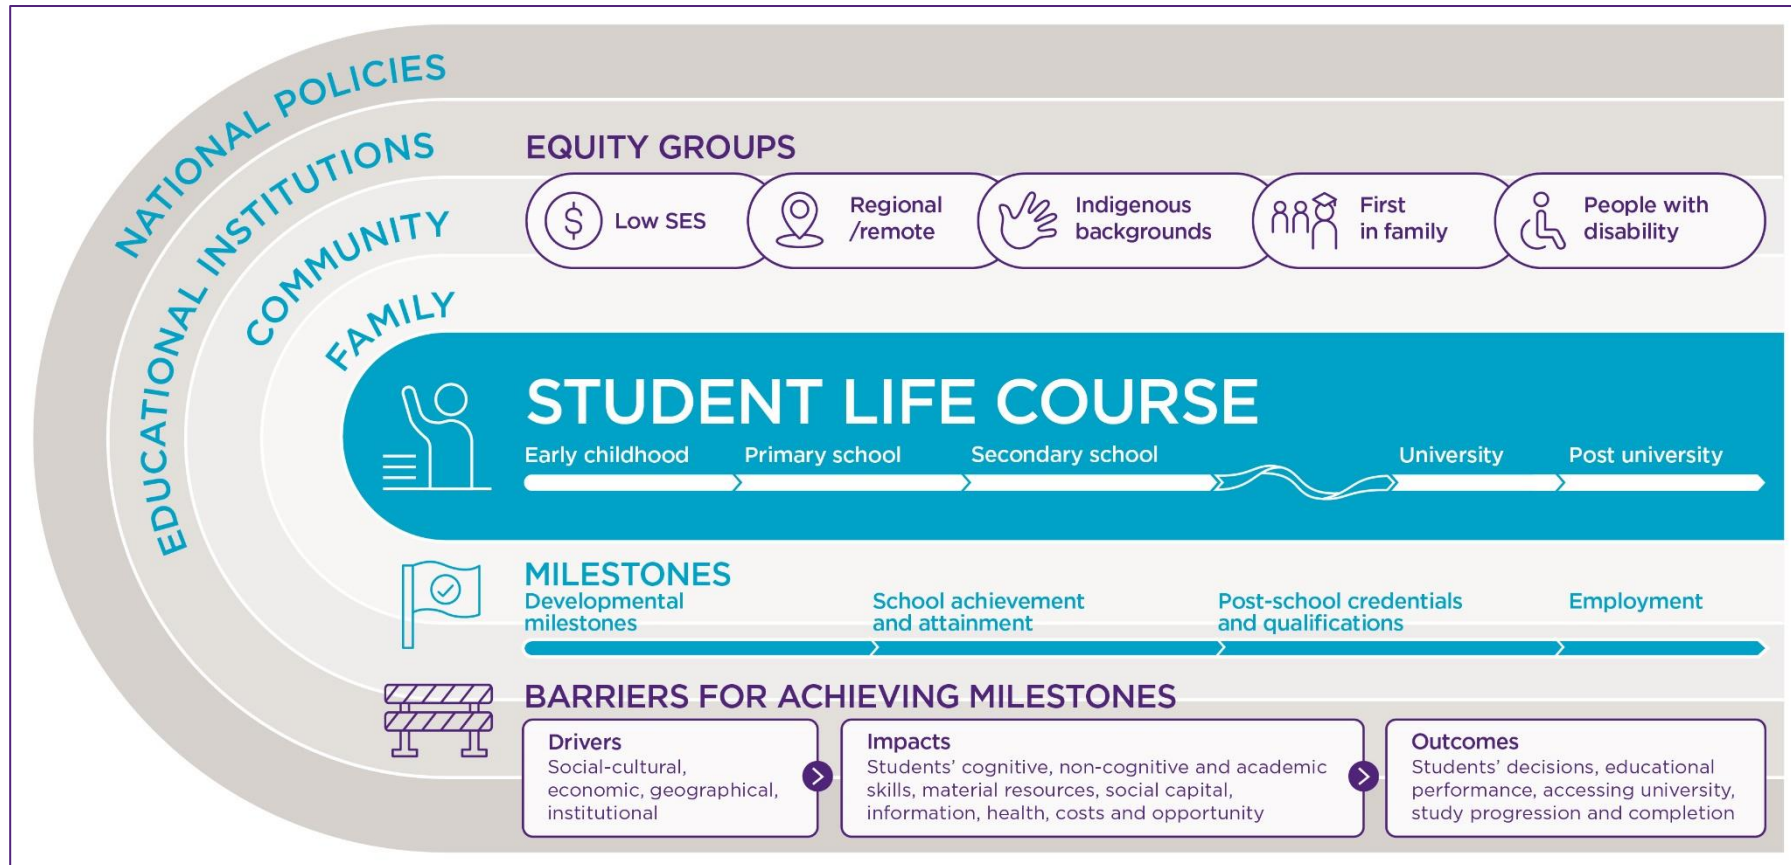 NATIONAL POLICIES
EDUCATIONAL INSTITUTIONS
COMMUNITY
FAMILY
EQUITY GROUPS
$
Low SES
Regional
/remote
Indigenous
backgrounds
First
in family
People with
disability
STUDENT LIFE COURSE
Early childhood
Primary school
Secondary school
University
Post university
MILESTONES
Developmental
milestones
School achievement
and attainment
Post-school credentials
and qualifications
Employment
BARRIERS FOR ACHIEVING MILESTONES
Drivers
Social-cultural,
economic, geographical,
institutional
Impacts
Students' cognitive, non-cognitive and academic
skills, material resources, social capital,
information, health, costs and opportunity
Outcomes
Students' decisions, educational
performance, accessing university,
study progression and completion